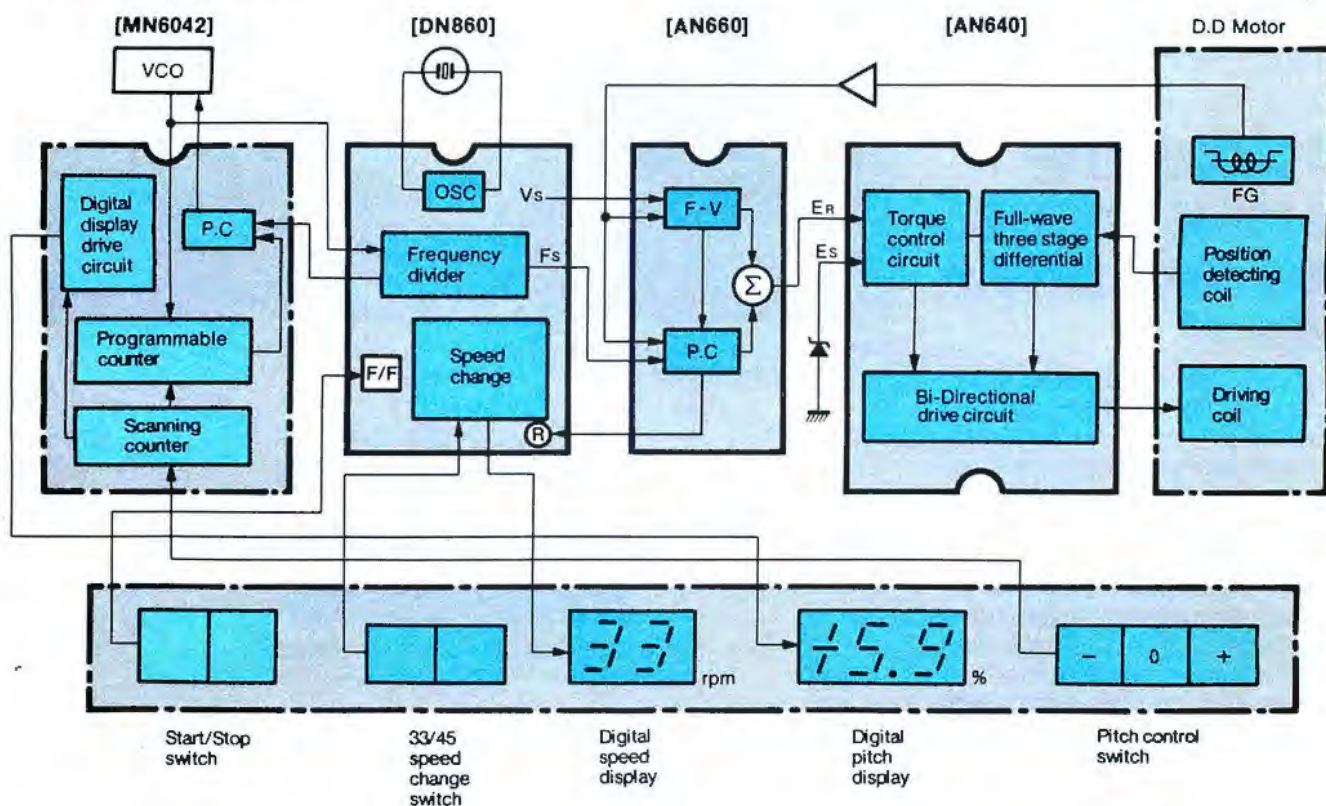 [MN6042]
[DN860]
[AN660]
[AN640]
D.D Motor
VCO
OSC
FG
Digital
display
drive
circuit
P.C
Programmable
counter
Scanning
counter
Frequency
divider
F/F
Speed
change
R
Vs
Fs
F-V
Σ
P.C
ER
ES
Torque
control
circuit
Full-wave
three stage
differential
Bi-Directional
drive circuit
Position
detecting
coil
Driving
coil
33
rpm
+5.9
%
-
0
+
Start/Stop
switch
33/45
speed
change
switch
Digital
speed
display
Digital
pitch
display
Pitch control
switch